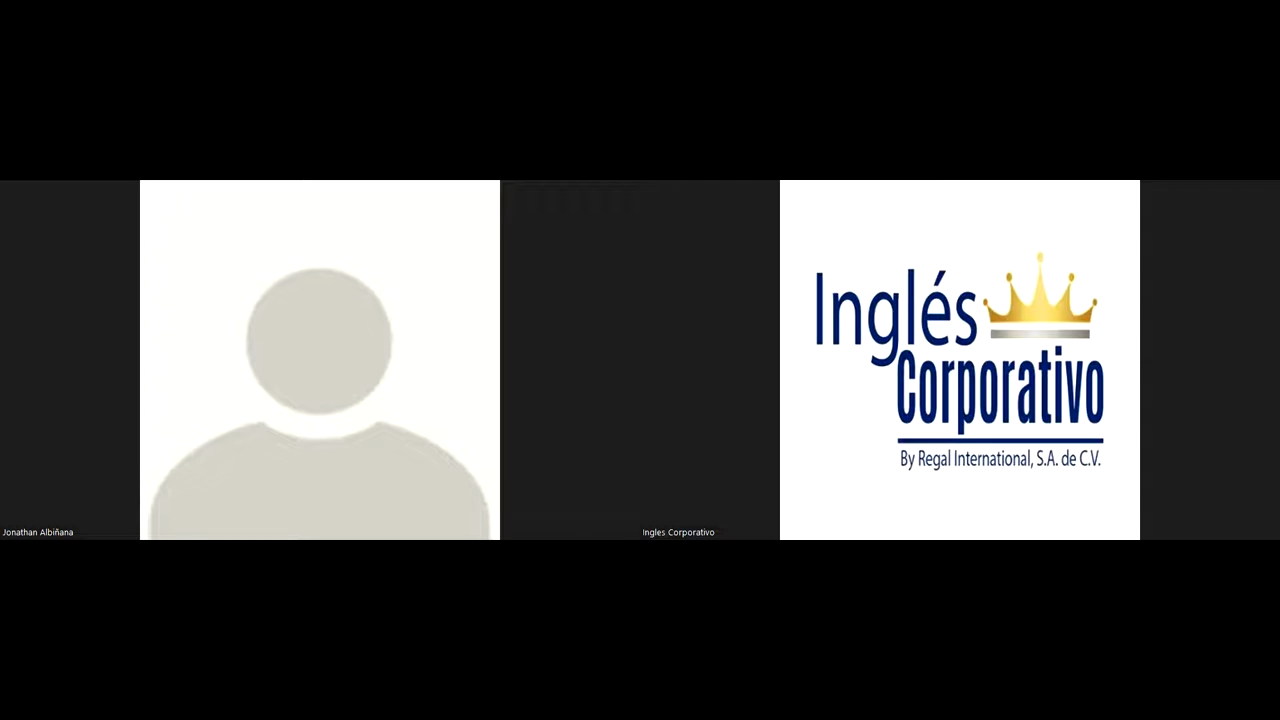 Jonathan Albiñana
Inglés
Corporativo
By Regal International, S.A. de C.V.
Ingles Corporativo